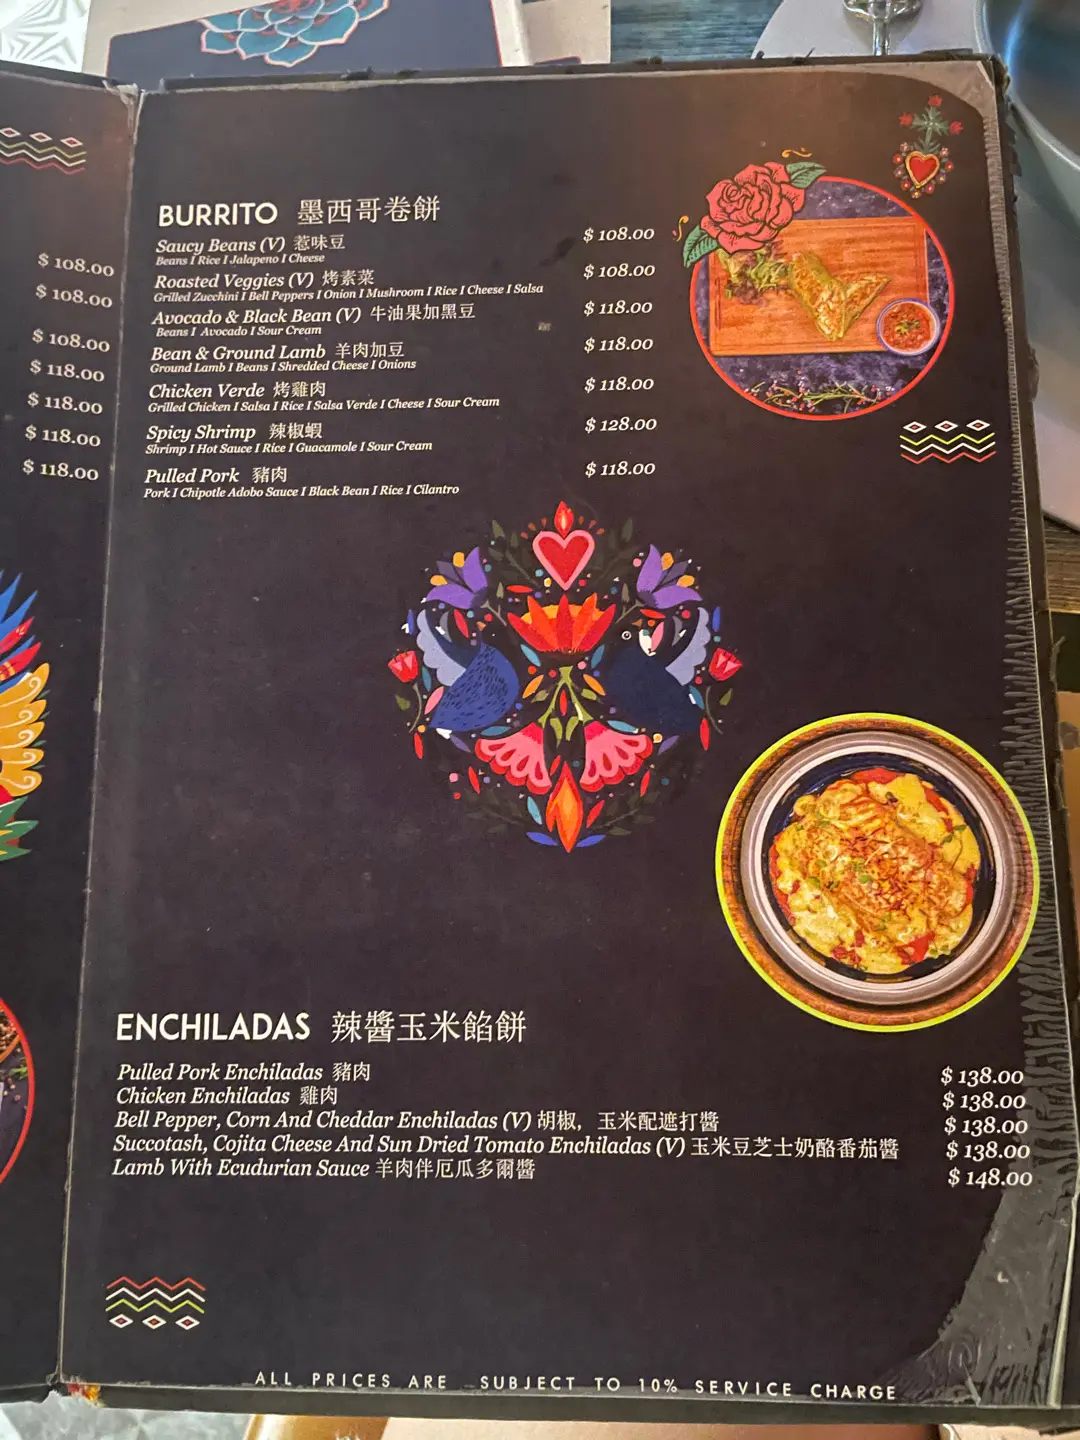 $ 108.00
$ 108.00
$ 108.00
$ 118.00
$ 118.00
$ 118.00
$ 118.00
BURRITO 墨西哥卷餅
Saucy Beans (V) 惹味豆 $ 108.00
Beans I Rice I Jalapeno I Cheese
Roasted Veggies (V) 烤素菜 $ 108.00
Grilled Zucchini I Bell Peppers I Onion I Mushroom I Rice I Cheese I Salsa
Avocado & Black Bean (V) 牛油果加黑豆 $ 118.00
Beans I Avocado I Sour Cream
Bean & Ground Lamb 羊肉加豆 $ 118.00
Ground Lamb I Beans I Shredded Cheese I Onions
Chicken Verde 烤雞肉 $ 118.00
Grilled Chicken I Salsa I Rice I Salsa Verde I Cheese I Sour Cream
Spicy Shrimp 辣椒蝦 $ 128.00
Shrimp I Hot Sauce I Rice I Guacamole I Sour Cream
Pulled Pork 豬肉 $ 118.00
Pork I Chipotle Adobo Sauce I Black Bean I Rice I Cilantro
ENCHILADAS 辣醬玉米餡餅
Pulled Pork Enchiladas 豬肉 $ 138.00
Chicken Enchiladas 雞肉 $ 138.00
Bell Pepper, Corn And Cheddar Enchiladas (V) 胡椒，玉米配遮打醬 $ 138.00
Succotash, Cojita Cheese And Sun Dried Tomato Enchiladas (V) 玉米豆芝士奶酪番茄醬 $ 138.00
Lamb With Ecudurian Sauce 羊肉伴厄瓜多爾醬 $ 148.00
ALL PRICES ARE SUBJECT TO 10% SERVICE CHARGE